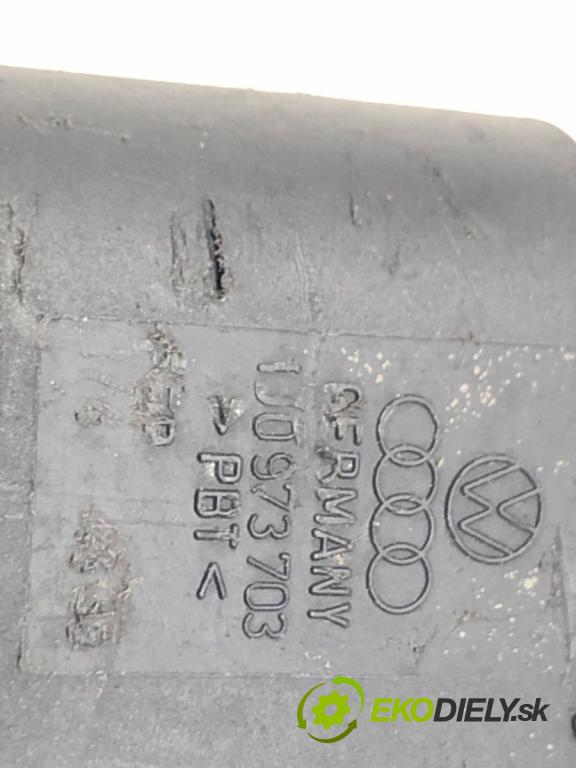 GERMANY
1J0 973 703
>PBT<
EKODIELY.sk